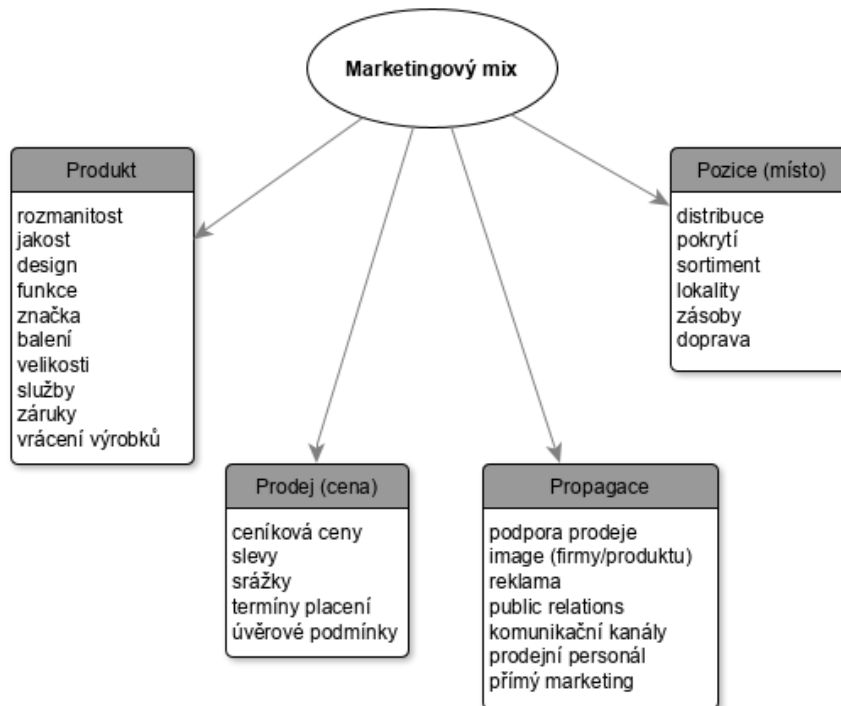 Marketingový mix
Produkt
rozmanitost
jakost
design
funkce
značka
balení
velikosti
služby
záruky
vrácení výrobků
Prodej (cena)
ceníková ceny
slevy
srážky
termíny placení
úvěrové podmínky
Propagace
podpora prodeje
image (firmy/produktu)
reklama
public relations
komunikační kanály
prodejní personál
přímý marketing
Pozice (místo)
distribuce
pokrytí
sortiment
lokality
zásoby
doprava